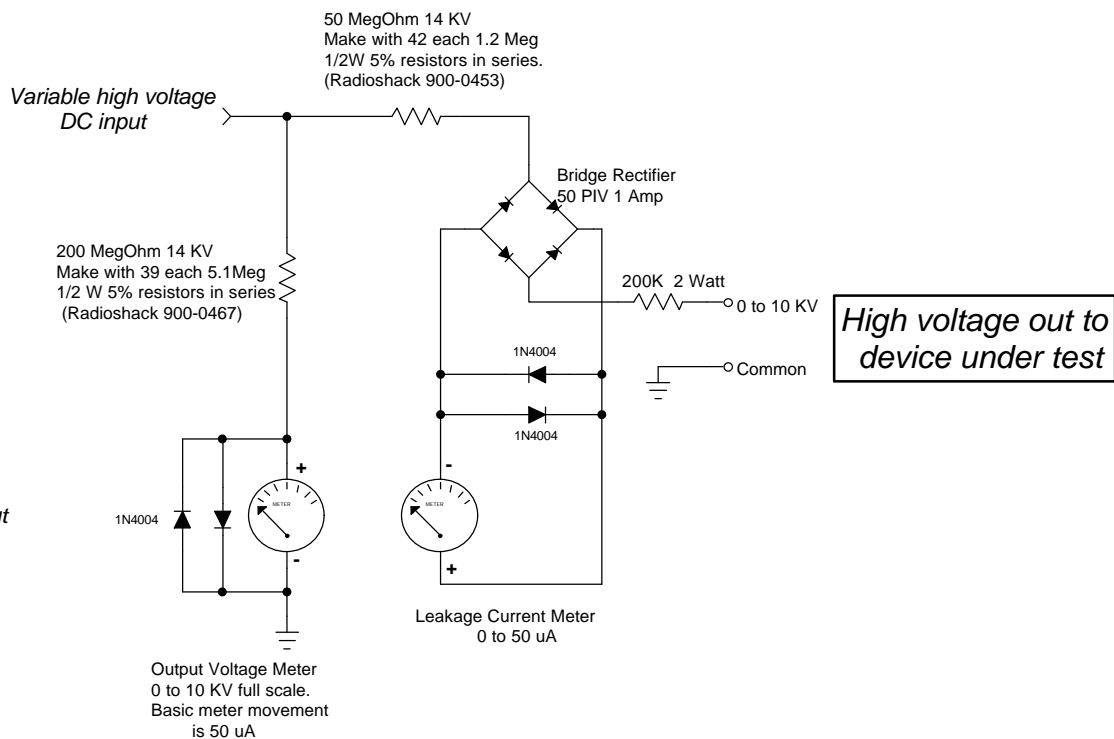 50 MegOhm 14 KV
Make with 42 each 1.2 Meg
1/2W 5% resistors in series.
(Radioshack 900-0453)
Variable high voltage
DC input
Bridge Rectifier
50 PIV 1 Amp
200 MegOhm 14 KV
Make with 39 each 5.1Meg
1/2 W 5% resistors in series
(Radioshack 900-0467)
200K 2 Watt
0 to 10 KV
High voltage out to
device under test
1N4004
Common
1N4004
+
-
METER
METER
1N4004
-
+
Leakage Current Meter
0 to 50 uA
Output Voltage Meter
0 to 10 KV full scale.
Basic meter movement
is 50 uA